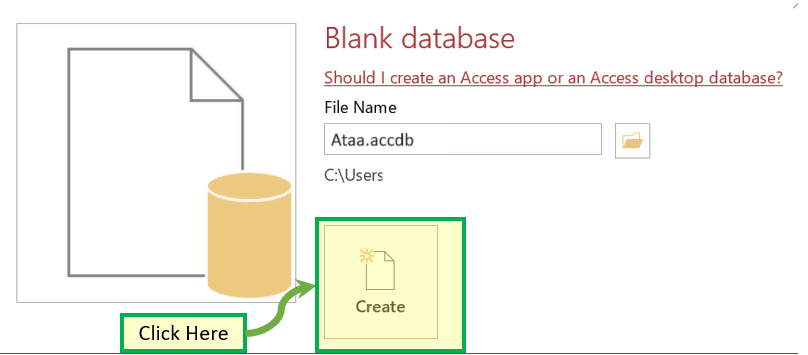 Blank database
Should I create an Access app or an Access desktop database?
File Name
Ataa.accdb
C:\Users
Create
Click Here